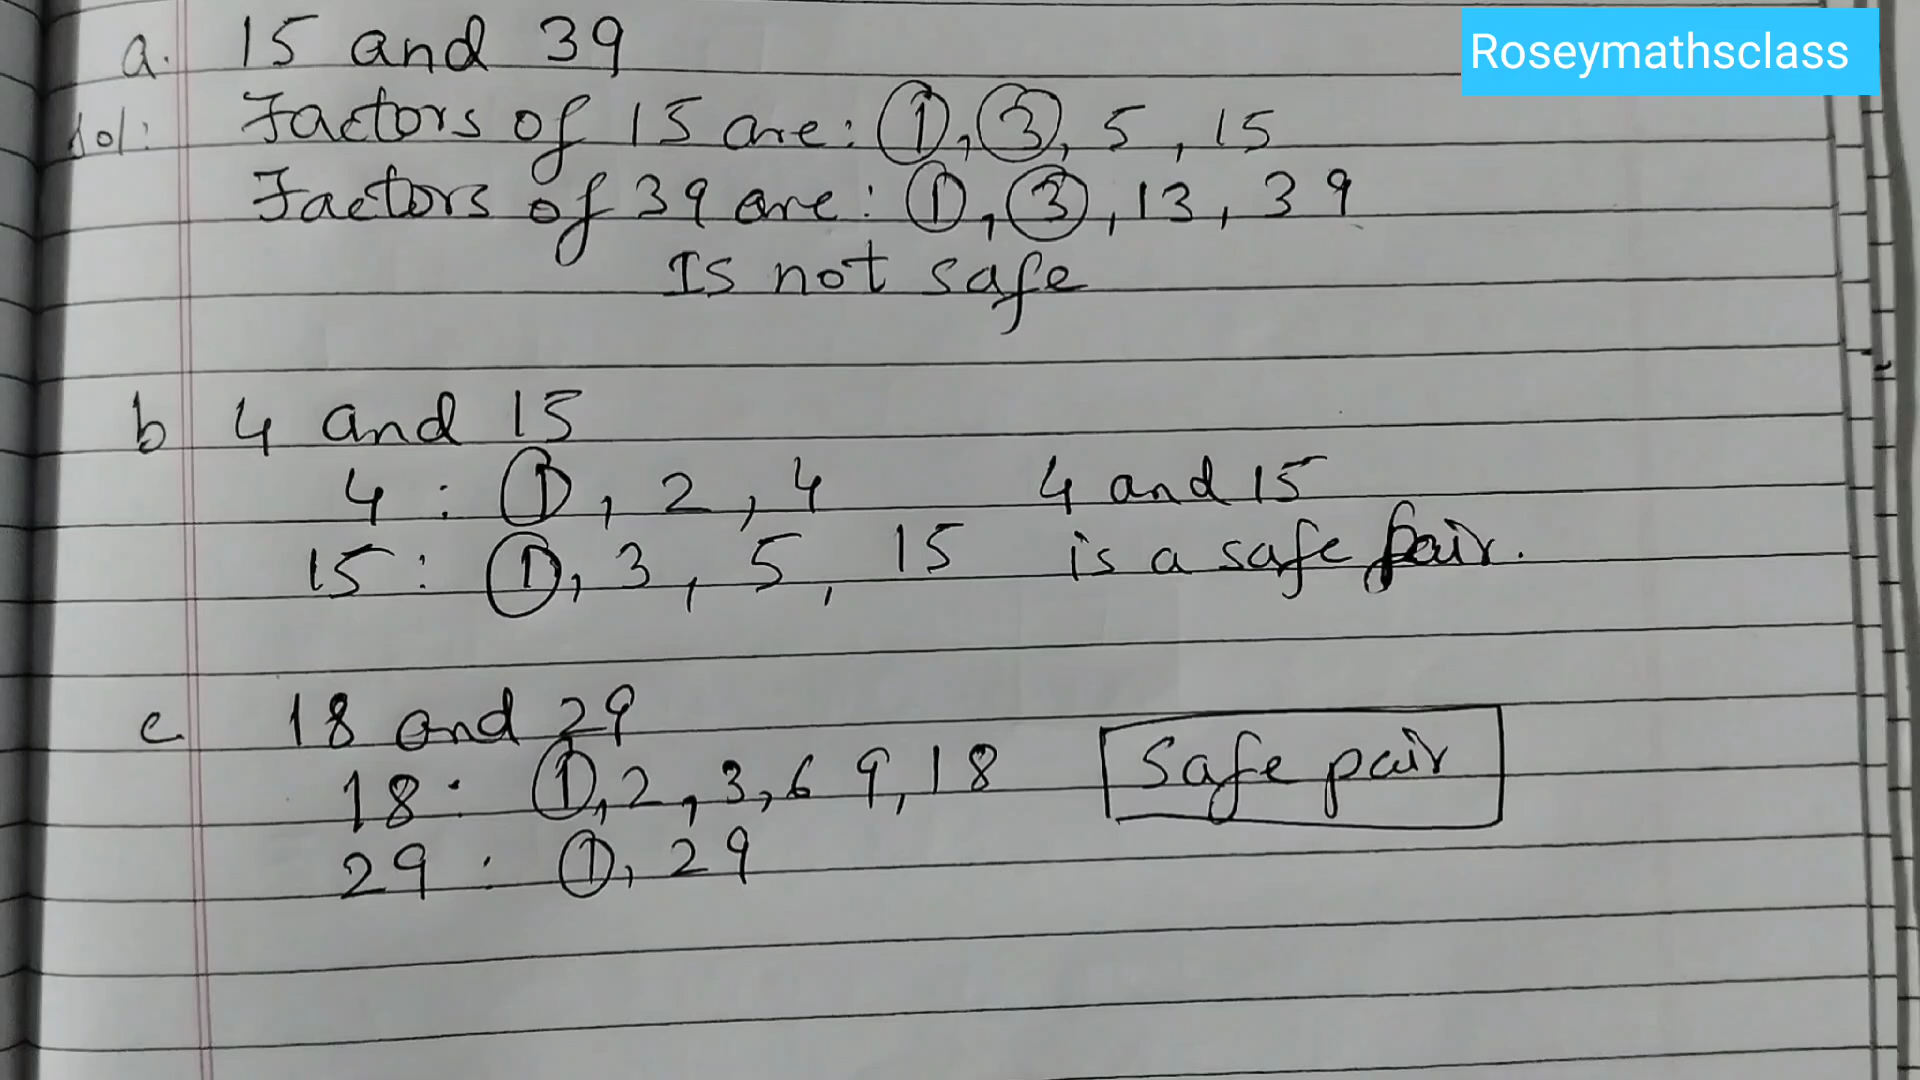 Roseymathsclass
a. 15 and 39
Sol: Factors of 15 are: 1, 3, 5, 15
Factors of 39 are: 1, 3, 13, 39
Is not safe
b 4 and 15
4 : 1, 2, 4
15 : 1, 3, 5, 15
4 and 15
is a safe pair.
c. 18 and 29
18: 1, 2, 3, 6 9, 18
29 : 1, 29
Safe pair